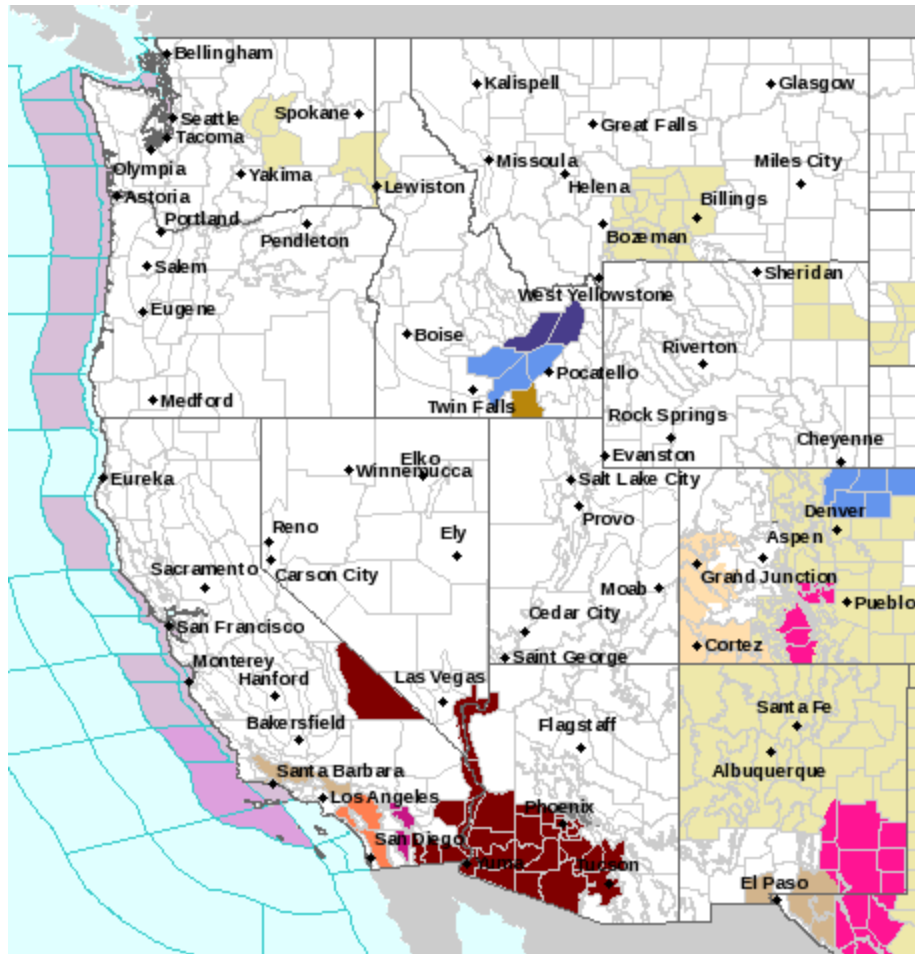 Bellingham
Kalispell
Glasgow
Seattle
Spokane
Great Falls
Tacoma
Olympia
Missoula
Miles City
Yakima
Lewiston
Helena
Astoria
Billings
Portland
Pendleton
Bozeman
Salem
Sheridan
West Yellowstone
Eugene
Boise
Riverton
Pocatello
Medford
Twin Falls
Rock Springs
Cheyenne
Elko
Evanston
Winnemucca
Eureka
Salt Lake City
Provo
Denver
Reno
Ely
Aspen
Sacramento
Carson City
Grand Junction
Moab
Pueblo
Cedar City
San Francisco
Cortez
Saint George
Monterey
Hanford
Las Vegas
Santa Fe
Bakersfield
Flagstaff
Albuquerque
Santa Barbara
Los Angeles
Phoenix
San Diego
Yuma
Tucson
El Paso